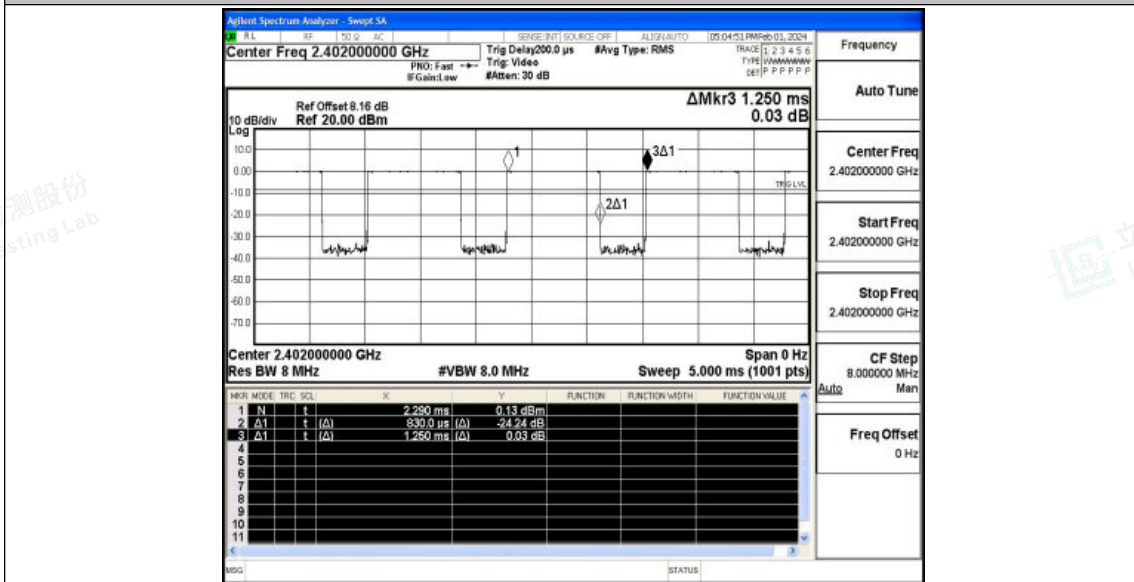 Agilent Spectrum Analyzer - Swept SA
RL RF 50 Ω AC SENSE:INT SOURCE OFF ALIGNAUTO 05:04:51 PMFeb 01, 2024
Center Freq 2.402000000 GHz
PNO: Fast
IFGain:Low
Trig Delay200.0 µs
Trig: Video
#Atten: 30 dB
#Avg Type: RMS
TRACE 1 2 3 4 5 6
TYPE
DET P P P P P P
Frequency
Auto Tune
ΔMkr3 1.250 ms
0.03 dB
Ref Offset 8.16 dB
10 dB/div Ref 20.00 dBm
Log
10.0
0.00
-10.0
-20.0
-30.0
-40.0
-50.0
-60.0
-70.0
1
3Δ1
TRIG LVL
2Δ1
Center Freq
2.402000000 GHz
Start Freq
2.402000000 GHz
Stop Freq
2.402000000 GHz
Center 2.402000000 GHz Span 0 Hz
Res BW 8 MHz #VBW 8.0 MHz Sweep 5.000 ms (1001 pts)
CF Step
8.000000 MHz
Auto Man
MKR MODE TRC SCL X Y FUNCTION FUNCTION WIDTH FUNCTION VALUE
1 N t 2.290 ms 0.13 dBm
2 Δ1 t (Δ) 830.0 µs (Δ) -24.24 dB
3 Δ1 t (Δ) 1.250 ms (Δ) 0.03 dB
4
5
6
7
8
9
10
11
Freq Offset
0 Hz
MSG STATUS
测股份
sting Lab
立